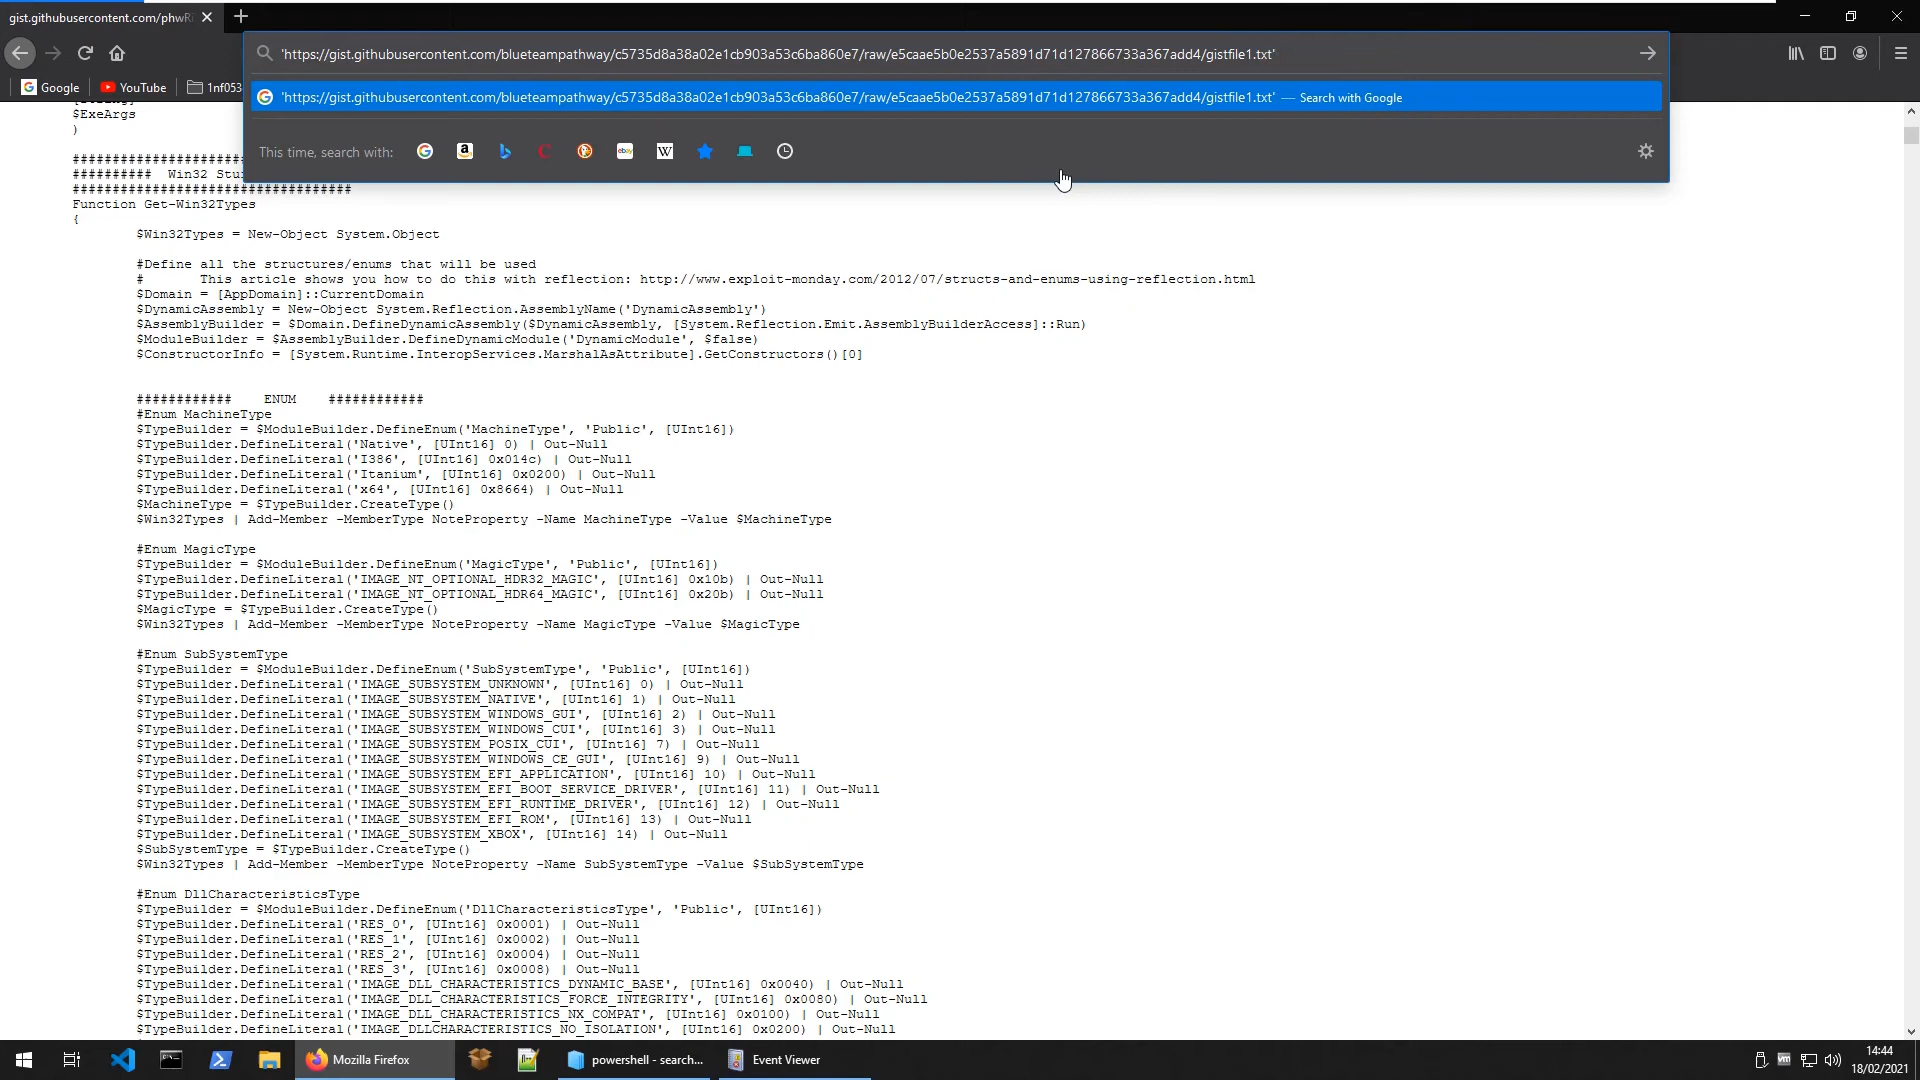 gist.githubusercontent.com/phwRi
'https://gist.githubusercontent.com/blueteampathway/c5735d8a38a02e1cb903a53c6ba860e7/raw/e5caae5b0e2537a5891d71d127866733a367add4/gistfile1.txt'
Google
YouTube
1nf053
'https://gist.githubusercontent.com/blueteampathway/c5735d8a38a02e1cb903a53c6ba860e7/raw/e5caae5b0e2537a5891d71d127866733a367add4/gistfile1.txt' — Search with Google
This time, search with:
$ExeArgs
)
##########  Win32 Stu
###################################
Function Get-Win32Types
{
$Win32Types = New-Object System.Object
#Define all the structures/enums that will be used
#       This article shows you how to do this with reflection: http://www.exploit-monday.com/2012/07/structs-and-enums-using-reflection.html
$Domain = [AppDomain]::CurrentDomain
$DynamicAssembly = New-Object System.Reflection.AssemblyName('DynamicAssembly')
$AssemblyBuilder = $Domain.DefineDynamicAssembly($DynamicAssembly, [System.Reflection.Emit.AssemblyBuilderAccess]::Run)
$ModuleBuilder = $AssemblyBuilder.DefineDynamicModule('DynamicModule', $false)
$ConstructorInfo = [System.Runtime.InteropServices.MarshalAsAttribute].GetConstructors()[0]
############    ENUM    ############
#Enum MachineType
$TypeBuilder = $ModuleBuilder.DefineEnum('MachineType', 'Public', [UInt16])
$TypeBuilder.DefineLiteral('Native', [UInt16] 0) | Out-Null
$TypeBuilder.DefineLiteral('I386', [UInt16] 0x014c) | Out-Null
$TypeBuilder.DefineLiteral('Itanium', [UInt16] 0x0200) | Out-Null
$TypeBuilder.DefineLiteral('x64', [UInt16] 0x8664) | Out-Null
$MachineType = $TypeBuilder.CreateType()
$Win32Types | Add-Member -MemberType NoteProperty -Name MachineType -Value $MachineType
#Enum MagicType
$TypeBuilder = $ModuleBuilder.DefineEnum('MagicType', 'Public', [UInt16])
$TypeBuilder.DefineLiteral('IMAGE_NT_OPTIONAL_HDR32_MAGIC', [UInt16] 0x10b) | Out-Null
$TypeBuilder.DefineLiteral('IMAGE_NT_OPTIONAL_HDR64_MAGIC', [UInt16] 0x20b) | Out-Null
$MagicType = $TypeBuilder.CreateType()
$Win32Types | Add-Member -MemberType NoteProperty -Name MagicType -Value $MagicType
#Enum SubSystemType
$TypeBuilder = $ModuleBuilder.DefineEnum('SubSystemType', 'Public', [UInt16])
$TypeBuilder.DefineLiteral('IMAGE_SUBSYSTEM_UNKNOWN', [UInt16] 0) | Out-Null
$TypeBuilder.DefineLiteral('IMAGE_SUBSYSTEM_NATIVE', [UInt16] 1) | Out-Null
$TypeBuilder.DefineLiteral('IMAGE_SUBSYSTEM_WINDOWS_GUI', [UInt16] 2) | Out-Null
$TypeBuilder.DefineLiteral('IMAGE_SUBSYSTEM_WINDOWS_CUI', [UInt16] 3) | Out-Null
$TypeBuilder.DefineLiteral('IMAGE_SUBSYSTEM_POSIX_CUI', [UInt16] 7) | Out-Null
$TypeBuilder.DefineLiteral('IMAGE_SUBSYSTEM_WINDOWS_CE_GUI', [UInt16] 9) | Out-Null
$TypeBuilder.DefineLiteral('IMAGE_SUBSYSTEM_EFI_APPLICATION', [UInt16] 10) | Out-Null
$TypeBuilder.DefineLiteral('IMAGE_SUBSYSTEM_EFI_BOOT_SERVICE_DRIVER', [UInt16] 11) | Out-Null
$TypeBuilder.DefineLiteral('IMAGE_SUBSYSTEM_EFI_RUNTIME_DRIVER', [UInt16] 12) | Out-Null
$TypeBuilder.DefineLiteral('IMAGE_SUBSYSTEM_EFI_ROM', [UInt16] 13) | Out-Null
$TypeBuilder.DefineLiteral('IMAGE_SUBSYSTEM_XBOX', [UInt16] 14) | Out-Null
$SubSystemType = $TypeBuilder.CreateType()
$Win32Types | Add-Member -MemberType NoteProperty -Name SubSystemType -Value $SubSystemType
#Enum DllCharacteristicsType
$TypeBuilder = $ModuleBuilder.DefineEnum('DllCharacteristicsType', 'Public', [UInt16])
$TypeBuilder.DefineLiteral('RES_0', [UInt16] 0x0001) | Out-Null
$TypeBuilder.DefineLiteral('RES_1', [UInt16] 0x0002) | Out-Null
$TypeBuilder.DefineLiteral('RES_2', [UInt16] 0x0004) | Out-Null
$TypeBuilder.DefineLiteral('RES_3', [UInt16] 0x0008) | Out-Null
$TypeBuilder.DefineLiteral('IMAGE_DLL_CHARACTERISTICS_DYNAMIC_BASE', [UInt16] 0x0040) | Out-Null
$TypeBuilder.DefineLiteral('IMAGE_DLL_CHARACTERISTICS_FORCE_INTEGRITY', [UInt16] 0x0080) | Out-Null
$TypeBuilder.DefineLiteral('IMAGE_DLL_CHARACTERISTICS_NX_COMPAT', [UInt16] 0x0100) | Out-Null
$TypeBuilder.DefineLiteral('IMAGE_DLLCHARACTERISTICS_NO_ISOLATION', [UInt16] 0x0200) | Out-Null
Mozilla Firefox
powershell - search...
Event Viewer
14:44
18/02/2021